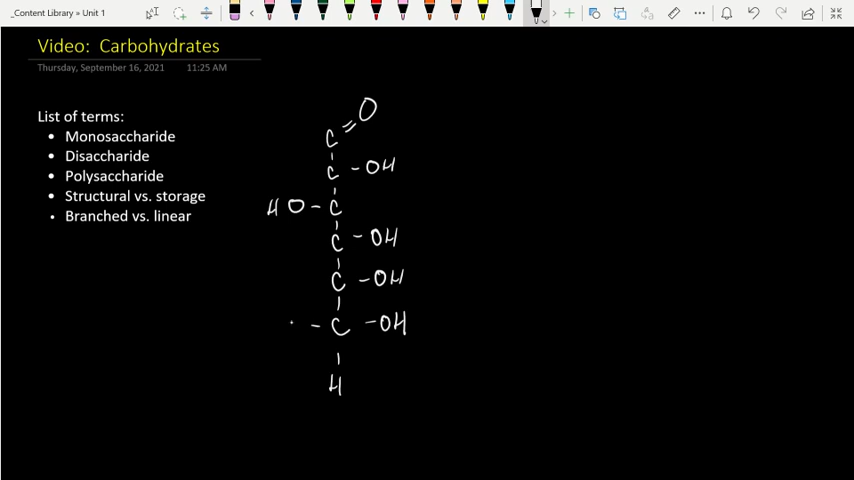 _Content Library » Unit 1
Video: Carbohydrates
Thursday, September 16, 2021 11:25 AM
List of terms:
• Monosaccharide
• Disaccharide
• Polysaccharide
• Structural vs. storage
• Branched vs. linear
C=O
C-OH
HO-C
C-OH
C-OH
-C-OH
H